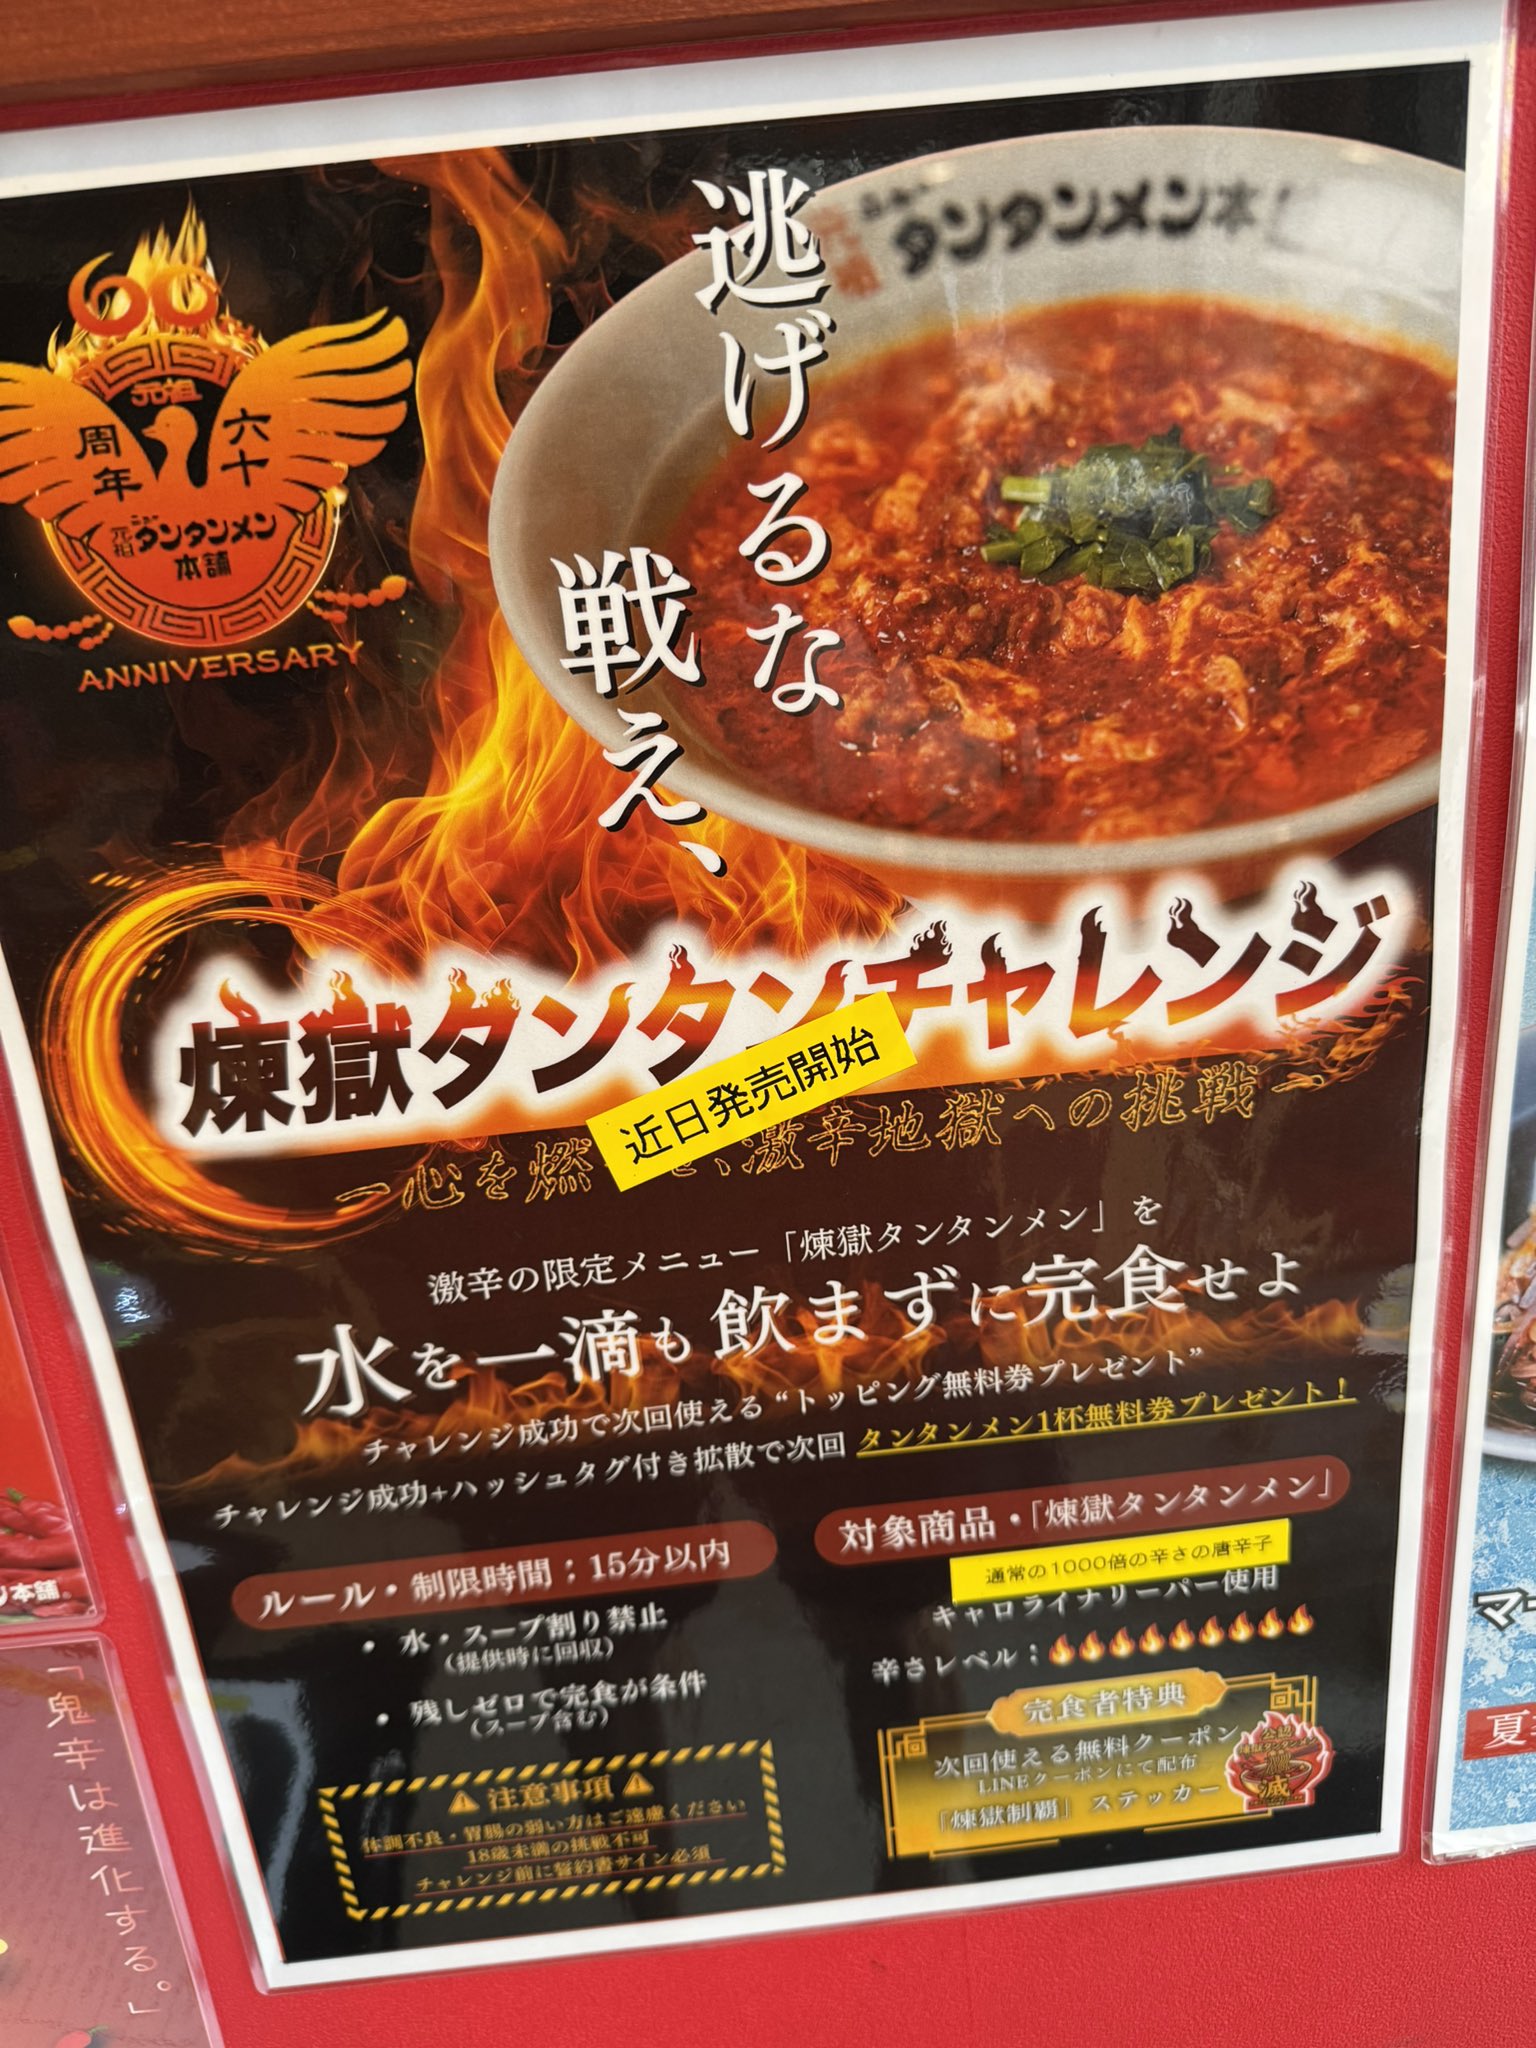 タンタンメン本
逃げるな
戦え、
60
元祖
六十
周年
元祖
ニュー
タンタンメン
本舗
ANNIVERSARY
煉獄タンタンチャレンジ
近日発売開始
～心を燃
、激辛地獄への挑戦～
激辛の限定メニュー「煉獄タンタンメン」を
水を一滴も飲まずに完食せよ
チャレンジ成功で次回使える“トッピング無料券プレゼント”
チャレンジ成功+ハッシュタグ付き拡散で次回 タンタンメン1杯無料券プレゼント！
ルール・制限時間：15分以内
・ 水・スープ割り禁止
（提供時に回収）
・ 残しゼロで完食が条件
（スープ含む）
⚠ 注意事項 ⚠
体調不良・胃腸の弱い方はご遠慮ください
18歳未満の挑戦不可
チャレンジ前に誓約書サイン必須
対象商品・「煉獄タンタンメン」
通常の1000倍の辛さの唐辛子
キャロライナリーパー使用
辛さレベル：🔥🔥🔥🔥🔥🔥🔥🔥🔥
完食者特典
次回使える無料クーポン
LINEクーポンにて配布
『煉獄制覇』ステッカー
公認
滅
本舗®
「鬼辛は進化する。」
マー
夏